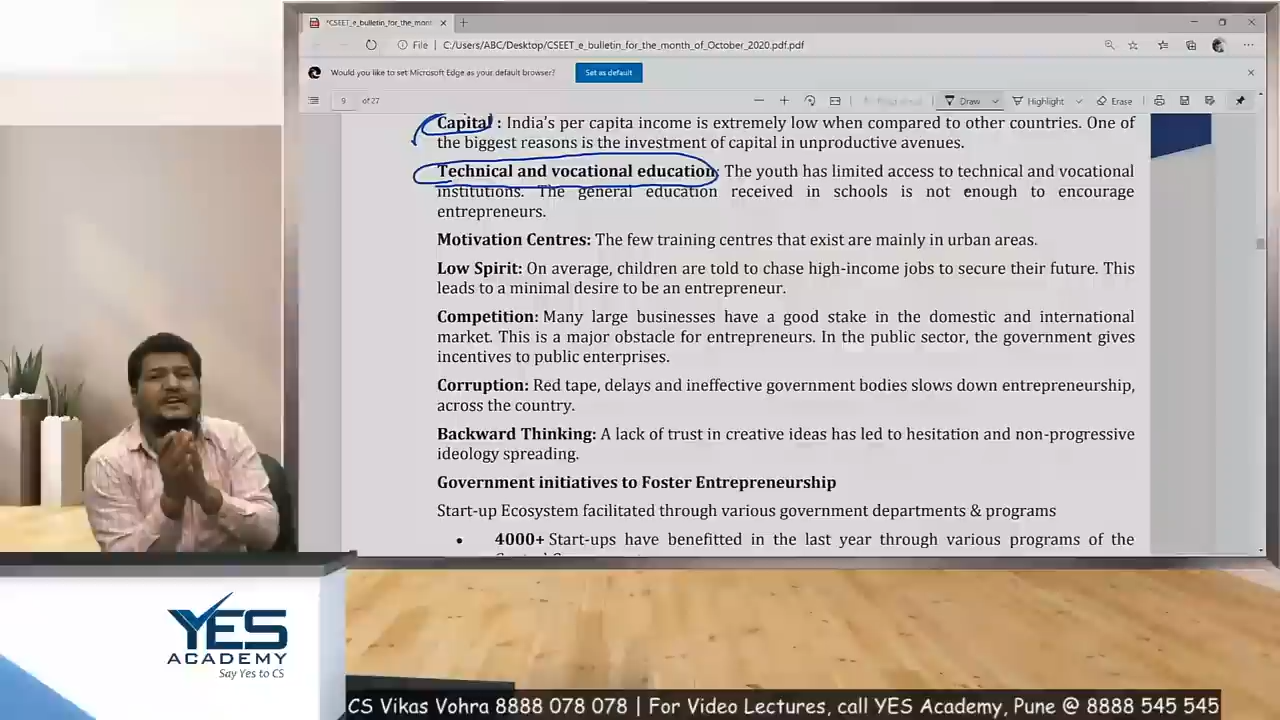 *CSEET_e_bulletin_for_the_mont
File
C:/Users/ABC/Desktop/CSEET_e_bulletin_for_the_month_of_October_2020.pdf.pdf
Would you like to set Microsoft Edge as your default browser?
Set as default
9 of 27
Draw
Highlight
Erase
Capital : India's per capita income is extremely low when compared to other countries. One of
the biggest reasons is the investment of capital in unproductive avenues.
Technical and vocational education: The youth has limited access to technical and vocational
institutions. The general education received in schools is not enough to encourage
entrepreneurs.
Motivation Centres: The few training centres that exist are mainly in urban areas.
Low Spirit: On average, children are told to chase high-income jobs to secure their future. This
leads to a minimal desire to be an entrepreneur.
Competition: Many large businesses have a good stake in the domestic and international
market. This is a major obstacle for entrepreneurs. In the public sector, the government gives
incentives to public enterprises.
Corruption: Red tape, delays and ineffective government bodies slows down entrepreneurship,
across the country.
Backward Thinking: A lack of trust in creative ideas has led to hesitation and non-progressive
ideology spreading.
Government initiatives to Foster Entrepreneurship
Start-up Ecosystem facilitated through various government departments & programs
• 4000+ Start-ups have benefitted in the last year through various programs of the
YES
ACADEMY
Say Yes to CS
CS Vikas Vohra 8888 078 078 | For Video Lectures, call YES Academy, Pune @ 8888 545 545